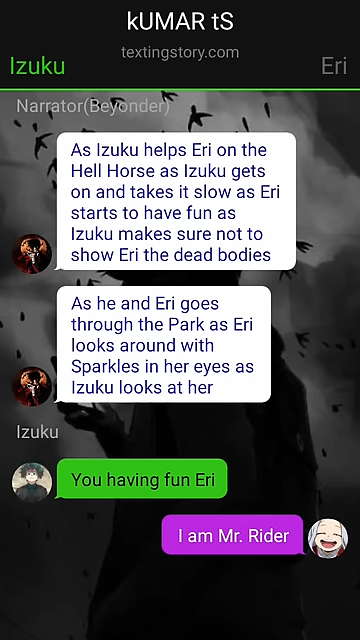 kUMAR tS
textingstory.com
Izuku
Eri
Narrator(Beyonder)
As Izuku helps Eri on the
Hell Horse as Izuku gets
on and takes it slow as Eri
starts to have fun as
Izuku makes sure not to
show Eri the dead bodies
As he and Eri goes
through the Park as Eri
looks around with
Sparkles in her eyes as
Izuku looks at her
Izuku
You having fun Eri
I am Mr. Rider